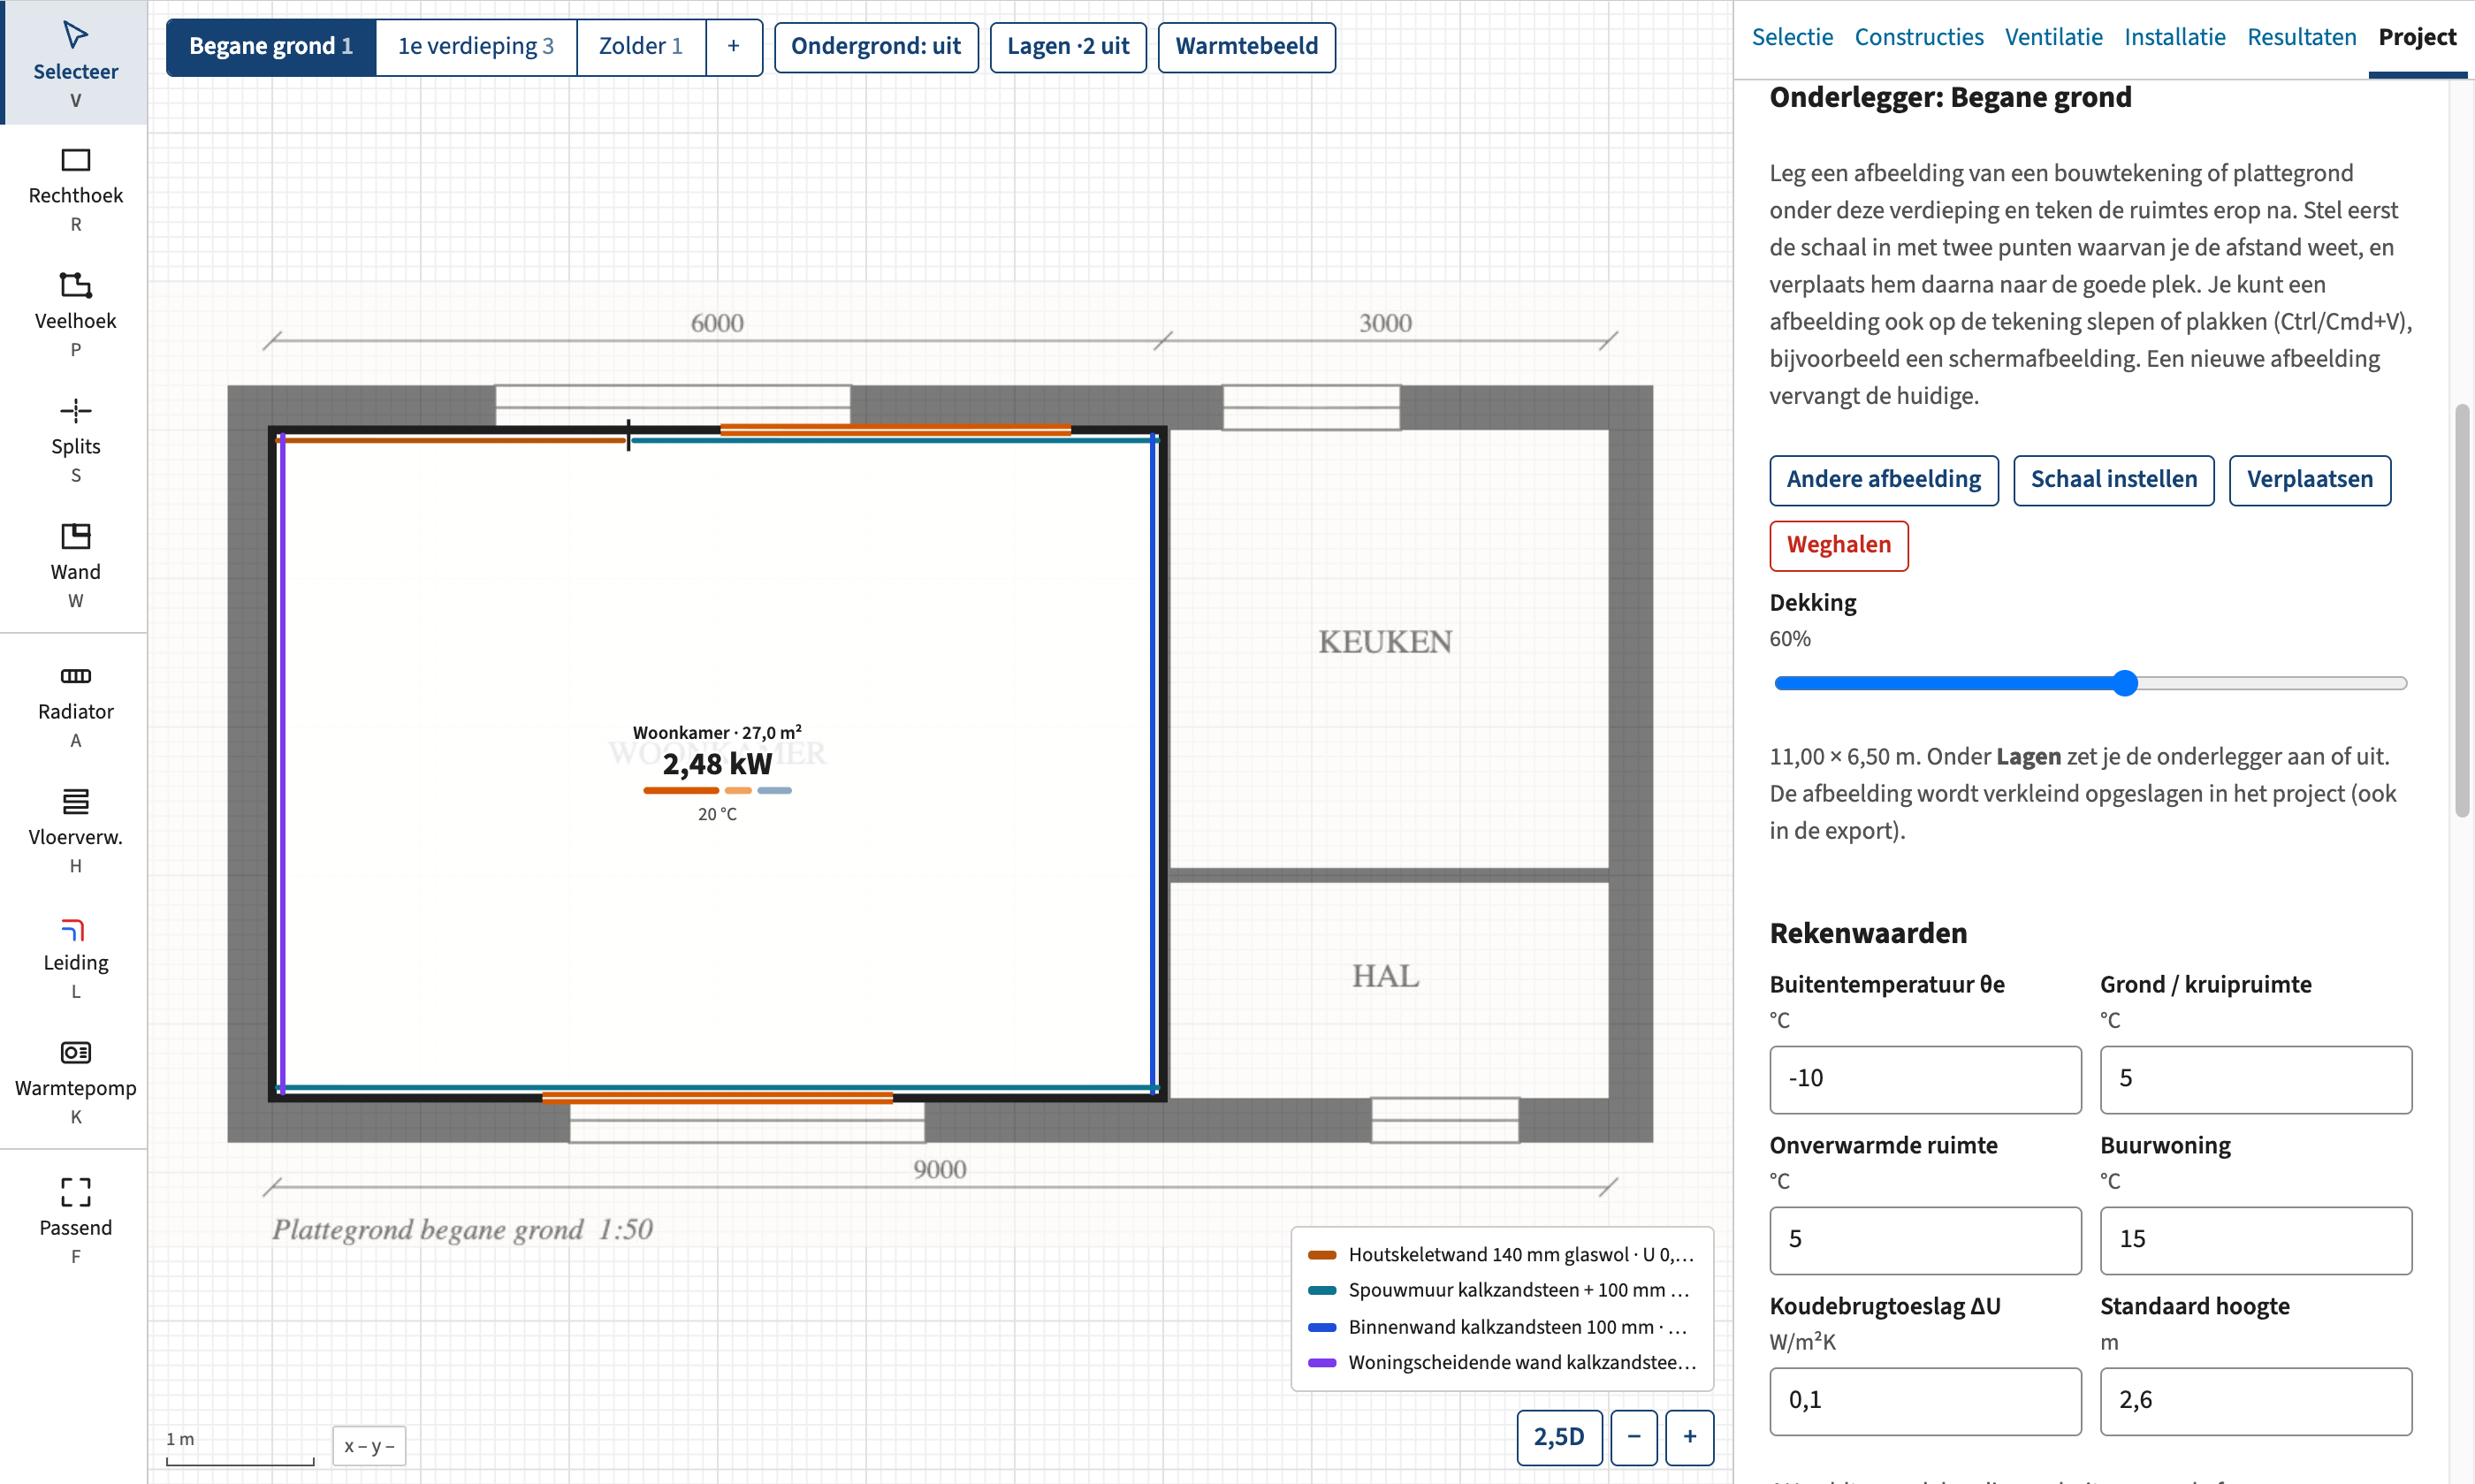 Selecteer
V
Rechthoek
R
Veelhoek
P
Splits
S
Wand
W
Radiator
A
Vloerverw.
H
Leiding
L
Warmtepomp
K
Passend
F
Begane grond 1
1e verdieping 3
Zolder 1
+
Ondergrond: uit
Lagen ·2 uit
Warmtebeeld
6000
3000
KEUKEN
WOONKAMER
Woonkamer · 27,0 m²
2,48 kW
20 °C
HAL
9000
Plattegrond begane grond 1:50
Houtskeletwand 140 mm glaswol · U 0,…
Spouwmuur kalkzandsteen + 100 mm …
Binnenwand kalkzandsteen 100 mm · …
Woningscheidende wand kalkzandstee…
1 m
x – y –
2,5D
−
+
Selectie
Constructies
Ventilatie
Installatie
Resultaten
Project
Onderlegger: Begane grond
Leg een afbeelding van een bouwtekening of plattegrond
onder deze verdieping en teken de ruimtes erop na. Stel eerst
de schaal in met twee punten waarvan je de afstand weet, en
verplaats hem daarna naar de goede plek. Je kunt een
afbeelding ook op de tekening slepen of plakken (Ctrl/Cmd+V),
bijvoorbeeld een schermafbeelding. Een nieuwe afbeelding
vervangt de huidige.
Andere afbeelding
Schaal instellen
Verplaatsen
Weghalen
Dekking
60%
11,00 × 6,50 m. Onder Lagen zet je de onderlegger aan of uit.
De afbeelding wordt verkleind opgeslagen in het project (ook
in de export).
Rekenwaarden
Buitentemperatuur θe
°C
-10
Grond / kruipruimte
°C
5
Onverwarmde ruimte
°C
5
Buurwoning
°C
15
Koudebrugtoeslag ΔU
W/m²K
0,1
Standaard hoogte
m
2,6